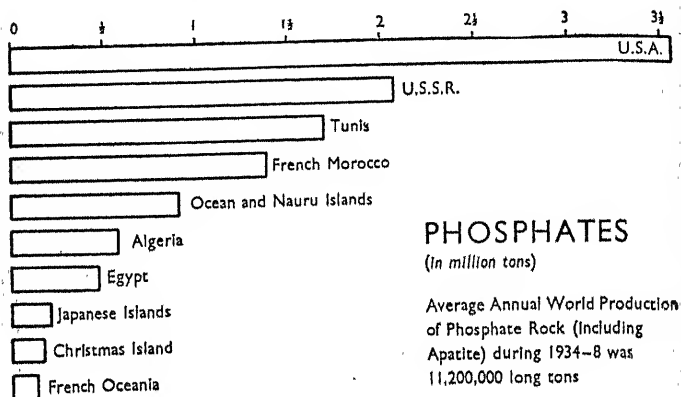 0 ½ 1 1½ 2 2½ 3 3½
U.S.A.
U.S.S.R.
Tunis
French Morocco
Ocean and Nauru Islands
Algeria
Egypt
Japanese Islands
Christmas Island
French Oceania
PHOSPHATES
(in million tons)
Average Annual World Production
of Phosphate Rock (including
Apatite) during 1934–8 was
11,200,000 long tons